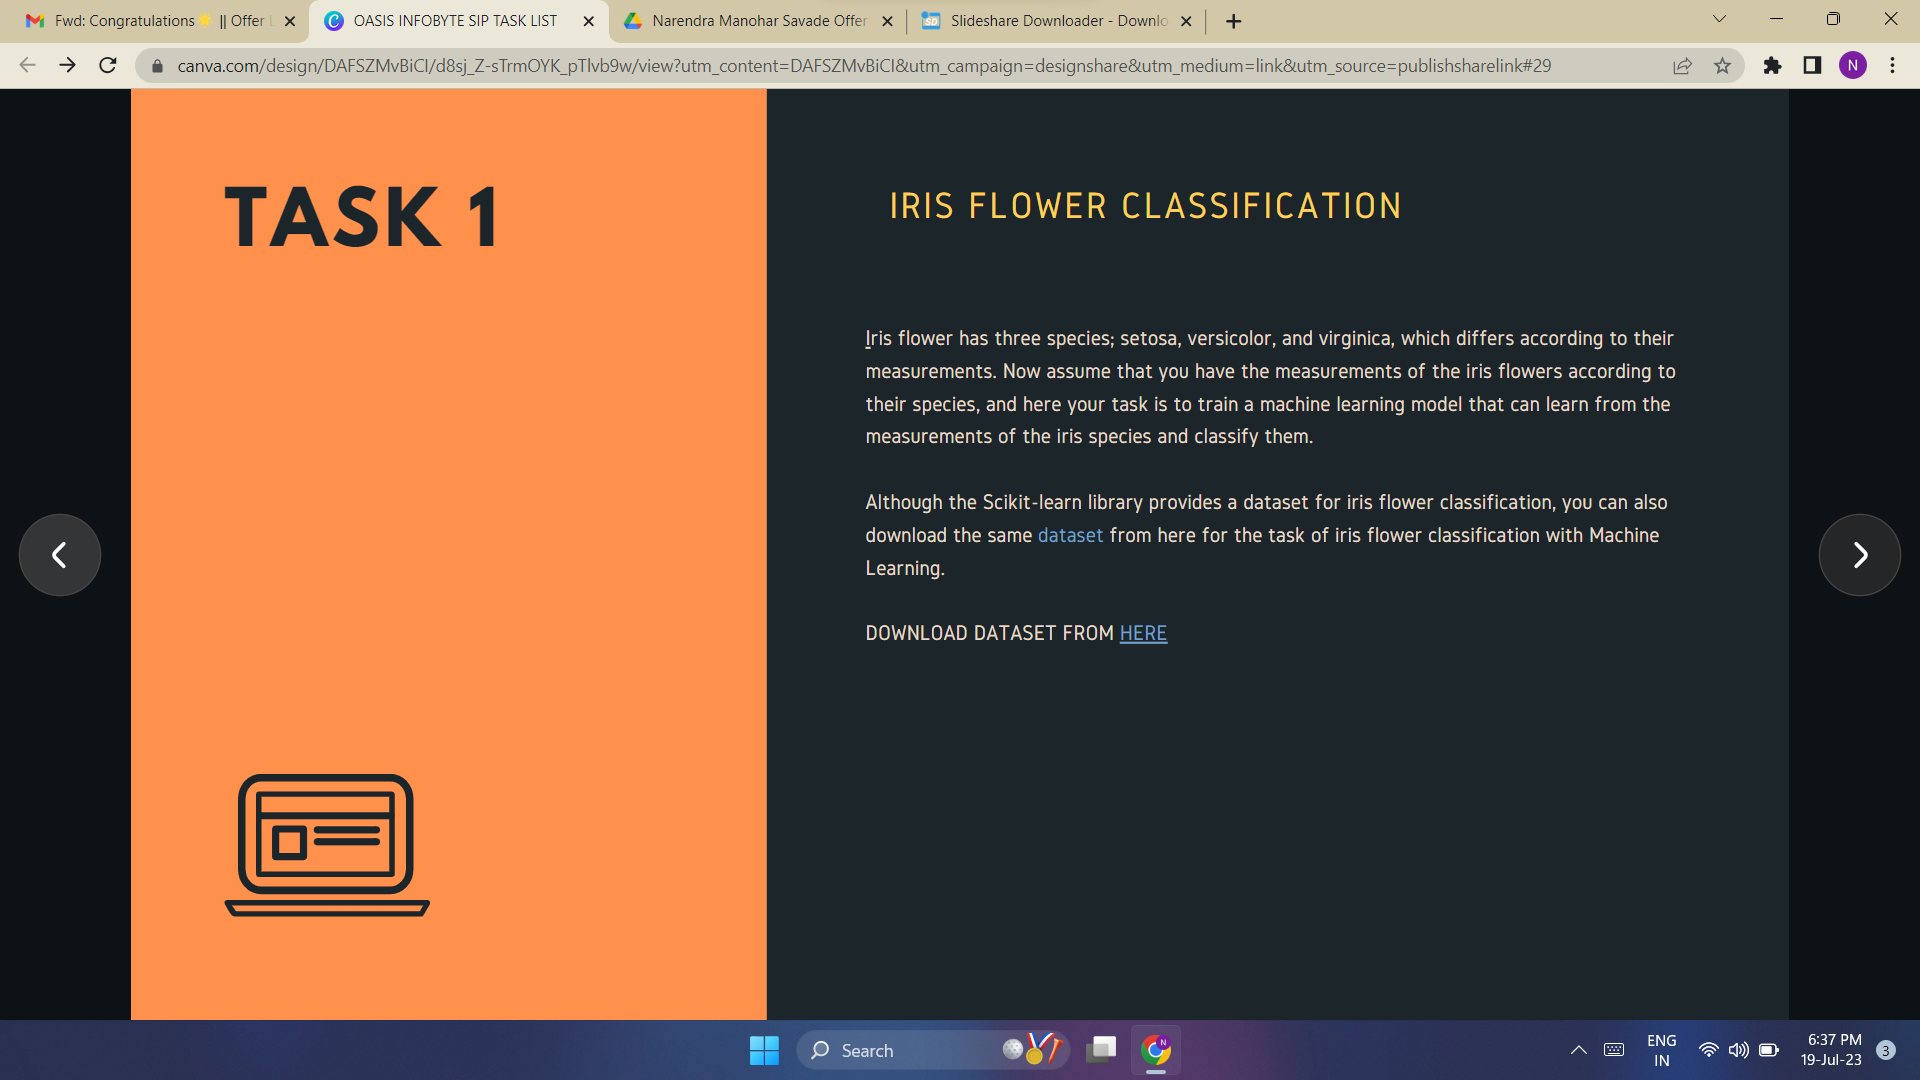 Fwd: Congratulations🌟 || Offer L
OASIS INFOBYTE SIP TASK LIST
Narendra Manohar Savade Offer
Slideshare Downloader - Downlo
canva.com/design/DAFSZMvBiCI/d8sj_Z-sTrmOYK_pTlvb9w/view?utm_content=DAFSZMvBiCI&utm_campaign=designshare&utm_medium=link&utm_source=publishsharelink#29
N
TASK 1
IRIS FLOWER CLASSIFICATION
Iris flower has three species; setosa, versicolor, and virginica, which differs according to their
measurements. Now assume that you have the measurements of the iris flowers according to
their species, and here your task is to train a machine learning model that can learn from the
measurements of the iris species and classify them.
Although the Scikit-learn library provides a dataset for iris flower classification, you can also
download the same dataset from here for the task of iris flower classification with Machine
Learning.
DOWNLOAD DATASET FROM HERE
Search
N
ENG
IN
6:37 PM
19-Jul-23
3